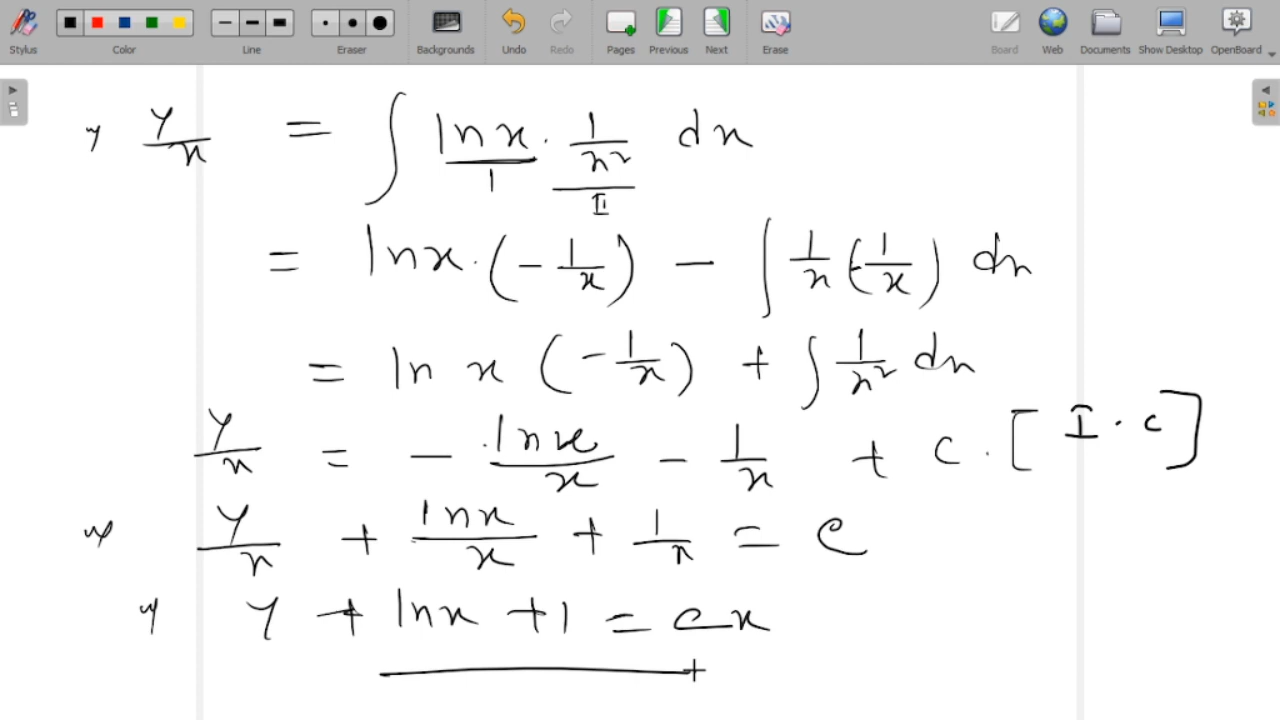 Stylus Color Line Eraser Backgrounds Undo Redo Pages Previous Next Erase Board Web Documents Show Desktop OpenBoard
y/x = ∫ lnx · 1/x² dx
I II
= lnx · (-1/x) - ∫ 1/x (-1/x) dx
= ln x (-1/x) + ∫ 1/x² dx
y/x = - lnx/x - 1/x + c. [I.c]
⇒ y/x + lnx/x + 1/x = c
⇒ y + lnx + 1 = cx